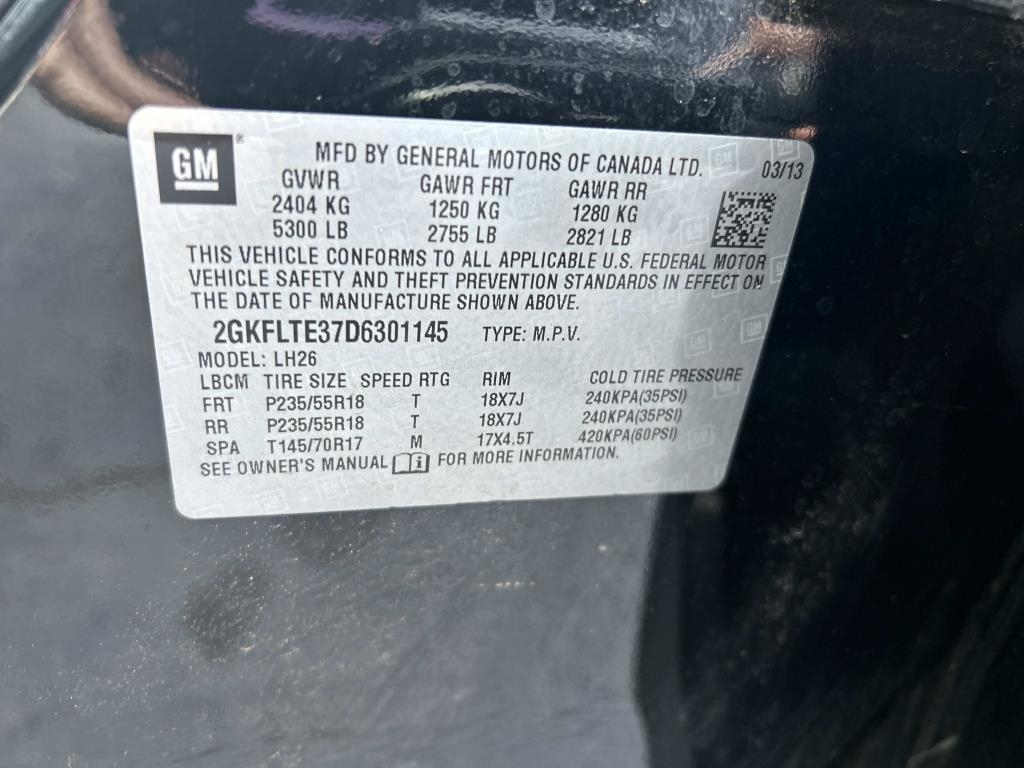 GM
MFD BY GENERAL MOTORS OF CANADA LTD. 03/13
GVWR GAWR FRT GAWR RR
2404 KG 1250 KG 1280 KG
5300 LB 2755 LB 2821 LB
THIS VEHICLE CONFORMS TO ALL APPLICABLE U.S. FEDERAL MOTOR
VEHICLE SAFETY AND THEFT PREVENTION STANDARDS IN EFFECT ON
THE DATE OF MANUFACTURE SHOWN ABOVE.
2GKFLTE37D6301145 TYPE: M.P.V.
MODEL: LH26
LBCM TIRE SIZE SPEED RTG RIM COLD TIRE PRESSURE
FRT P235/55R18 T 18X7J 240KPA(35PSI)
RR P235/55R18 T 18X7J 240KPA(35PSI)
SPA T145/70R17 M 17X4.5T 420KPA(60PSI)
SEE OWNER'S MANUAL i FOR MORE INFORMATION.